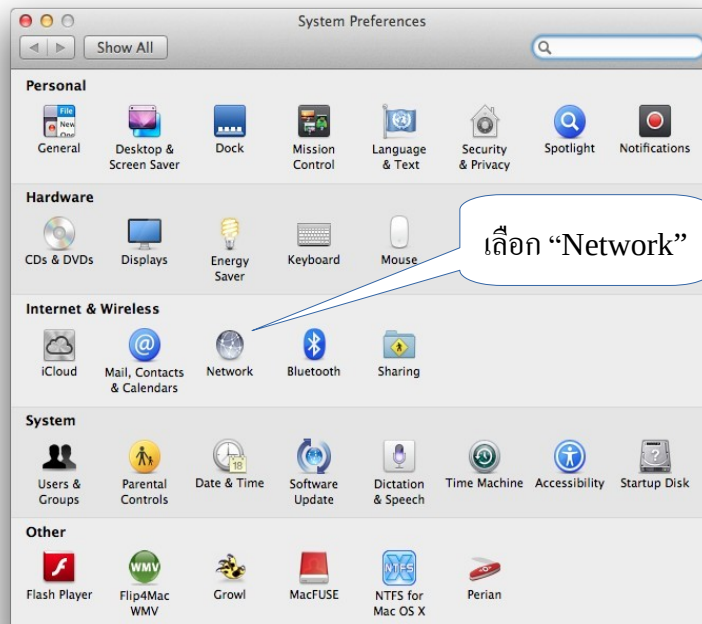 System Preferences
Show All
Personal
File
New
One
General
Desktop &
Screen Saver
Dock
Mission
Control
Language
& Text
Security
& Privacy
Spotlight
Notifications
Hardware
CDs & DVDs
Displays
Energy
Saver
Keyboard
Mouse
เลือก “Network”
Internet & Wireless
iCloud
@
Mail, Contacts
& Calendars
Network
Bluetooth
Sharing
System
Users &
Groups
Parental
Controls
18
Date & Time
Software
Update
Dictation
& Speech
Time Machine
Accessibility
?
Startup Disk
Other
Flash Player
WMV
Flip4Mac
WMV
Growl
MacFUSE
NTFS
NTFS for
Mac OS X
Perian